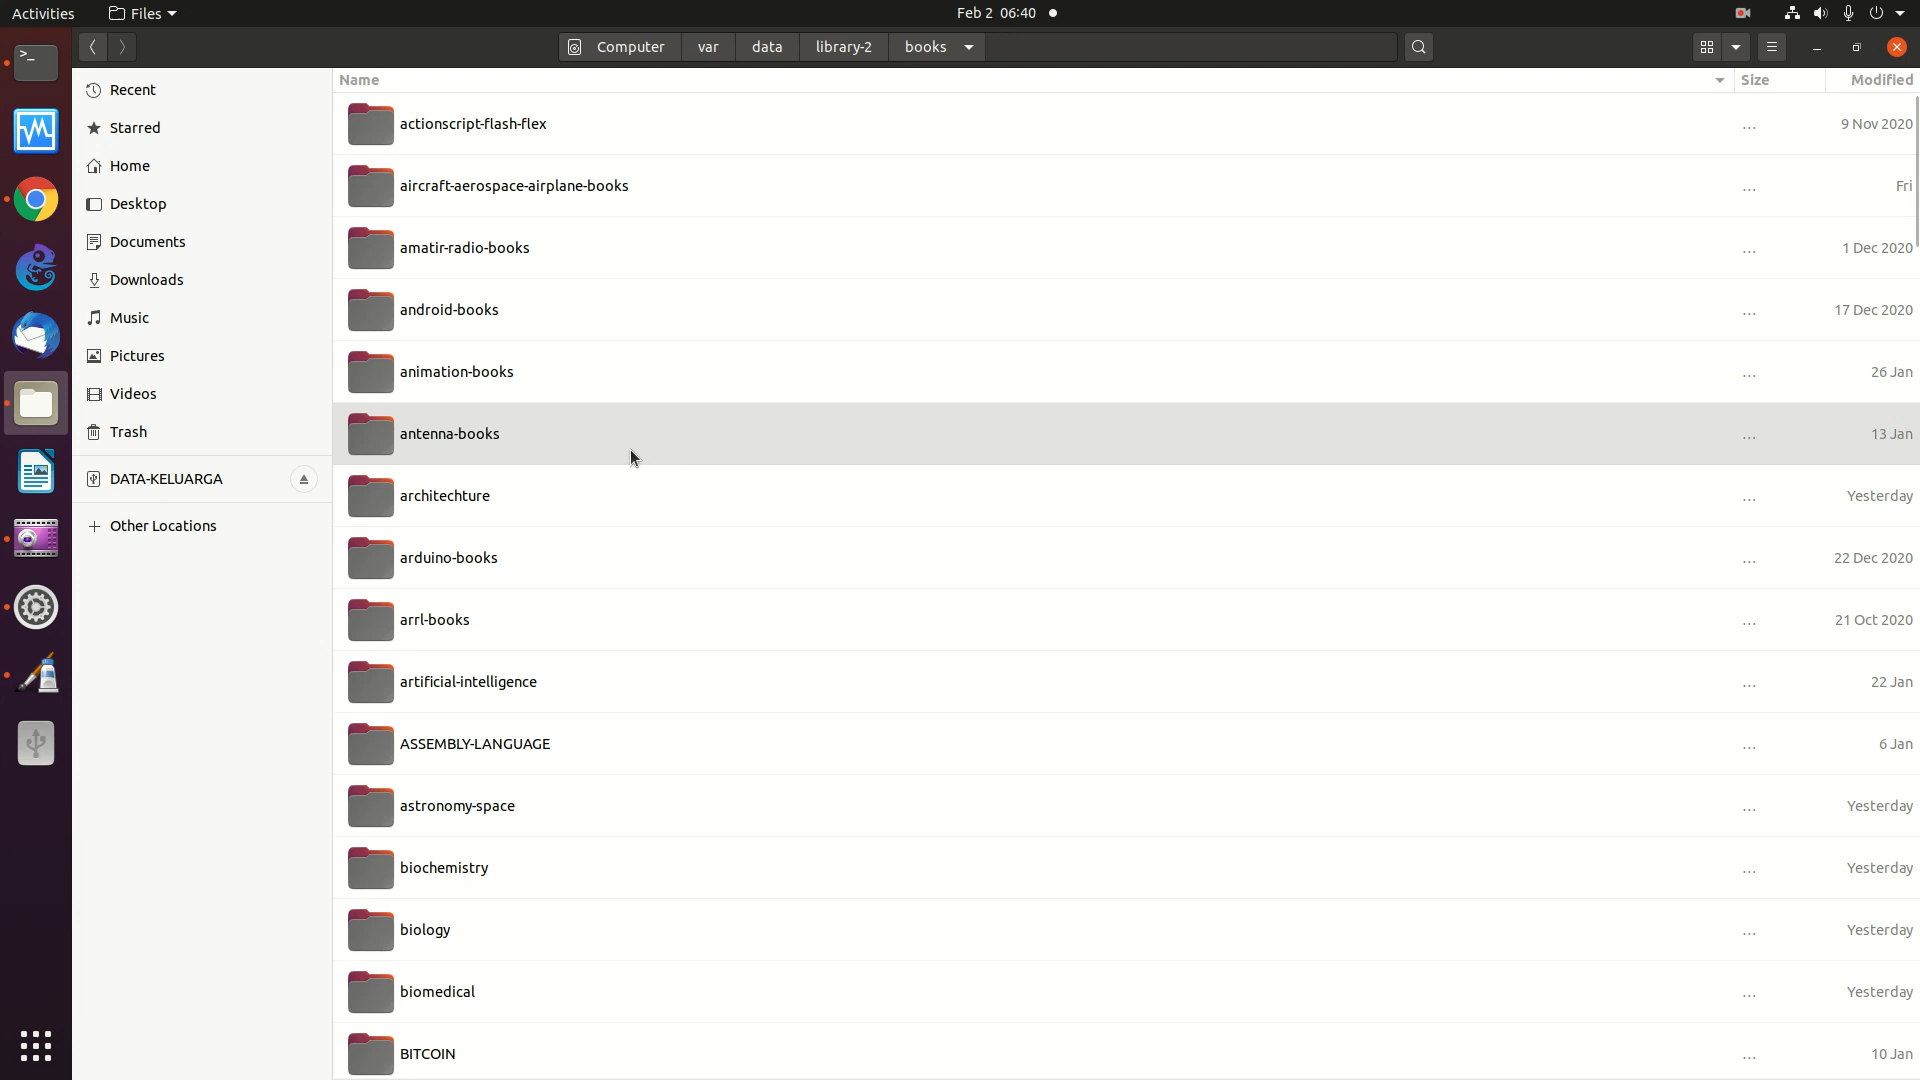 Activities Files Feb 2 06:40
Computer var data library-2 books
Name Size Modified
Recent
Starred
Home
Desktop
Documents
Downloads
Music
Pictures
Videos
Trash
DATA-KELUARGA
Other Locations
actionscript-flash-flex ... 9 Nov 2020
aircraft-aerospace-airplane-books ... Fri
amatir-radio-books ... 1 Dec 2020
android-books ... 17 Dec 2020
animation-books ... 26 Jan
antenna-books ... 13 Jan
architechture ... Yesterday
arduino-books ... 22 Dec 2020
arrl-books ... 21 Oct 2020
artificial-intelligence ... 22 Jan
ASSEMBLY-LANGUAGE ... 6 Jan
astronomy-space ... Yesterday
biochemistry ... Yesterday
biology ... Yesterday
biomedical ... Yesterday
BITCOIN ... 10 Jan